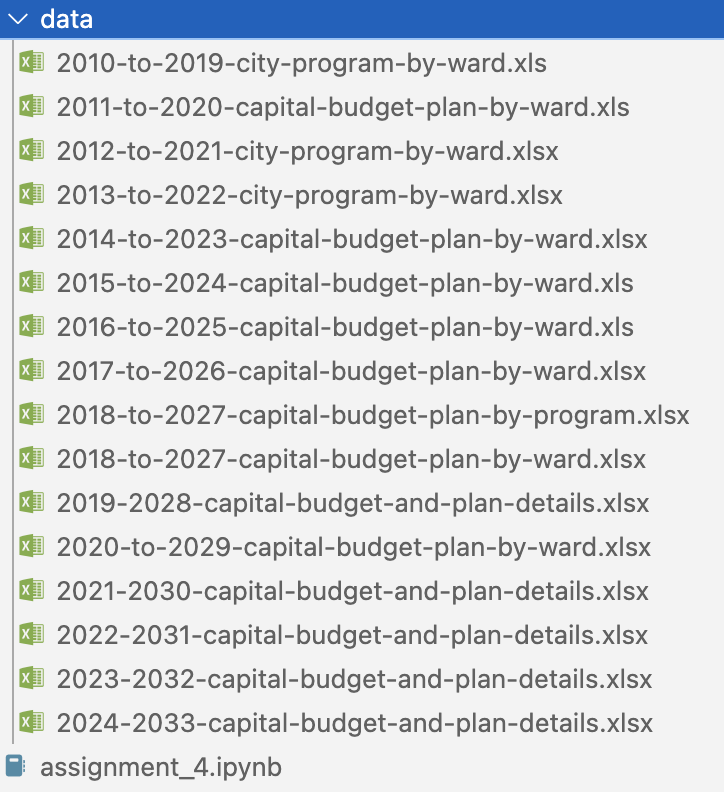 data
2010-to-2019-city-program-by-ward.xls
2011-to-2020-capital-budget-plan-by-ward.xls
2012-to-2021-city-program-by-ward.xlsx
2013-to-2022-city-program-by-ward.xlsx
2014-to-2023-capital-budget-plan-by-ward.xlsx
2015-to-2024-capital-budget-plan-by-ward.xls
2016-to-2025-capital-budget-plan-by-ward.xls
2017-to-2026-capital-budget-plan-by-ward.xlsx
2018-to-2027-capital-budget-plan-by-program.xlsx
2018-to-2027-capital-budget-plan-by-ward.xlsx
2019-2028-capital-budget-and-plan-details.xlsx
2020-to-2029-capital-budget-plan-by-ward.xlsx
2021-2030-capital-budget-and-plan-details.xlsx
2022-2031-capital-budget-and-plan-details.xlsx
2023-2032-capital-budget-and-plan-details.xlsx
2024-2033-capital-budget-and-plan-details.xlsx
assignment_4.ipynb